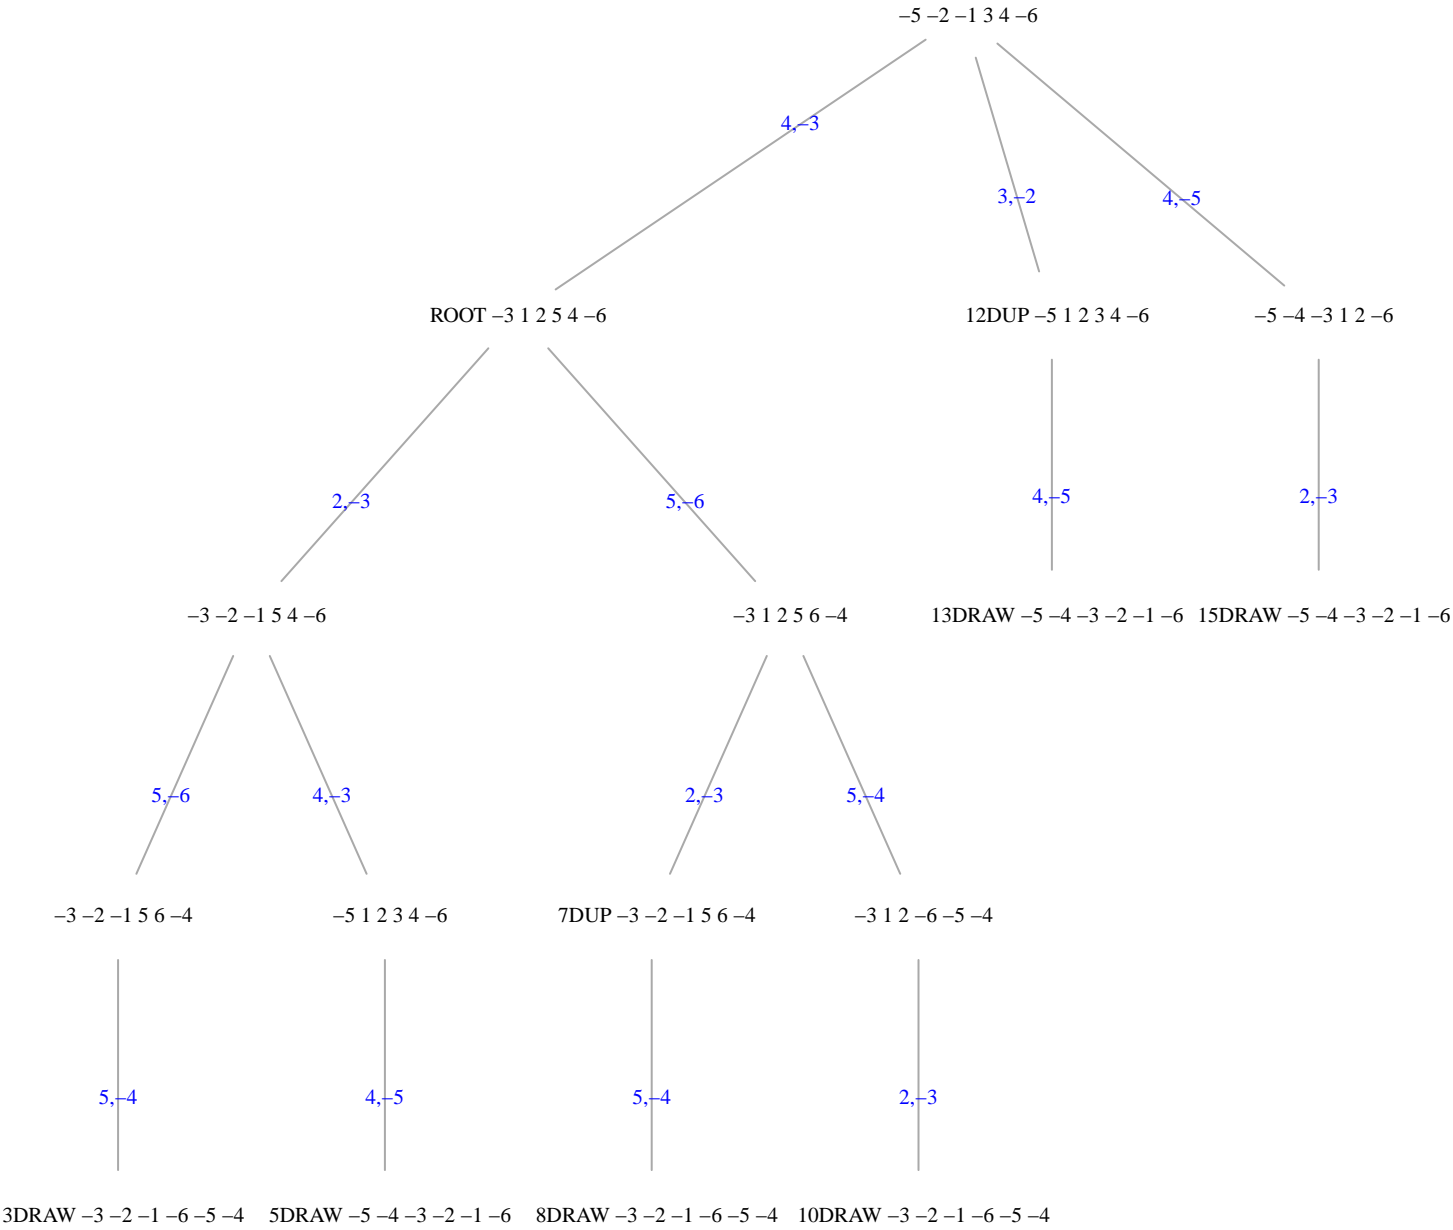 –5 –2 –1 3 4 –6
4,–3
3,–2
4,–5
ROOT –3 1 2 5 4 –6
12DUP –5 1 2 3 4 –6
–5 –4 –3 1 2 –6
2,–3
5,–6
4,–5
2,–3
–3 –2 –1 5 4 –6
–3 1 2 5 6 –4
13DRAW –5 –4 –3 –2 –1 –6
15DRAW –5 –4 –3 –2 –1 –6
5,–6
4,–3
2,–3
5,–4
–3 –2 –1 5 6 –4
–5 1 2 3 4 –6
7DUP –3 –2 –1 5 6 –4
–3 1 2 –6 –5 –4
5,–4
4,–5
5,–4
2,–3
3DRAW –3 –2 –1 –6 –5 –4
5DRAW –5 –4 –3 –2 –1 –6
8DRAW –3 –2 –1 –6 –5 –4
10DRAW –3 –2 –1 –6 –5 –4